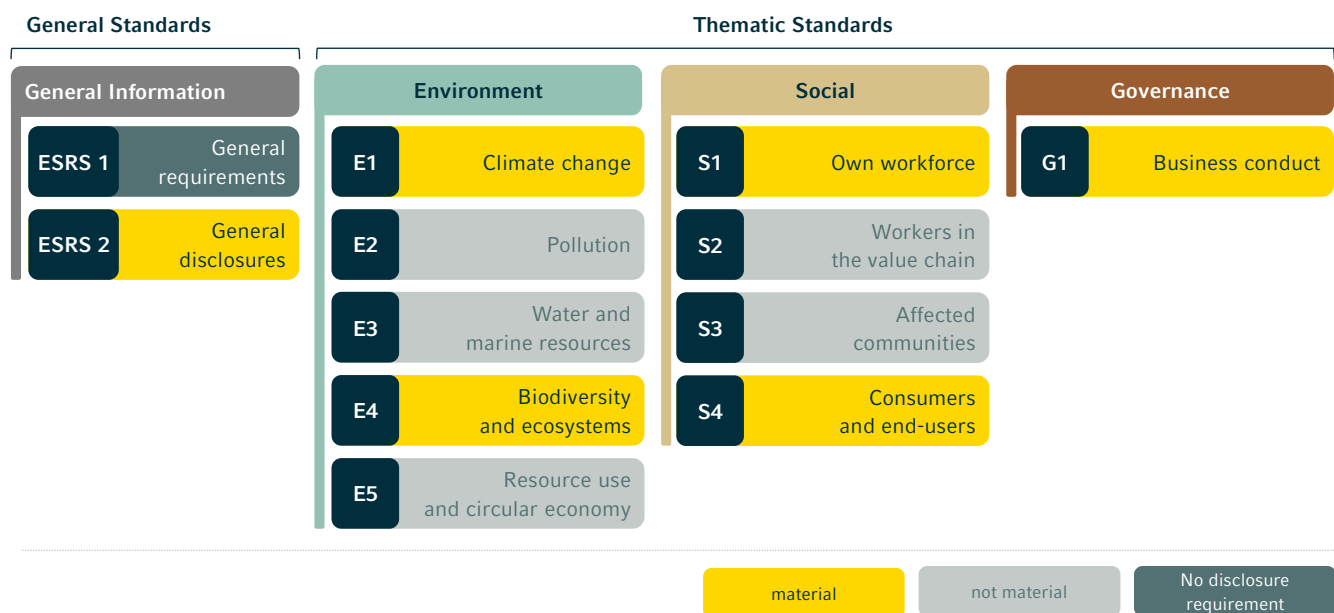 General Standards
Thematic Standards
General Information
ESRS 1
General
requirements
ESRS 2
General
disclosures
Environment
E1
Climate change
E2
Pollution
E3
Water and
marine resources
E4
Biodiversity
and ecosystems
E5
Resource use
and circular economy
Social
S1
Own workforce
S2
Workers in
the value chain
S3
Affected
communities
S4
Consumers
and end-users
Governance
G1
Business conduct
material
not material
No disclosure
requirement